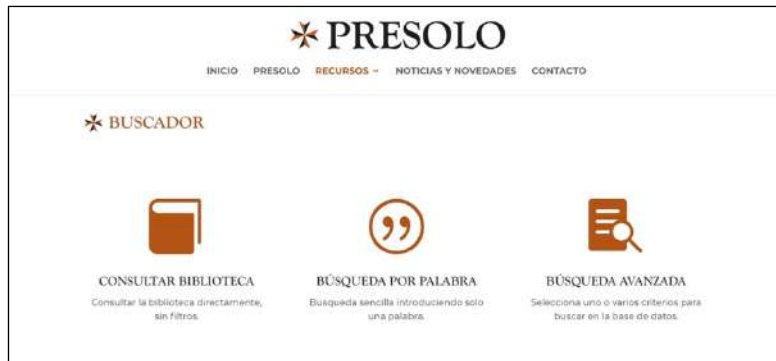 PRESOLO
INICIO PRESOLO RECURSOS NOTICIAS Y NOVEDADES CONTACTO
BUSCADOR
CONSULTAR BIBLIOTECA
Consultar la biblioteca directamente,
sin filtros.
BÚSQUEDA POR PALABRA
Busqueda sencilla introduciendo solo
una palabra.
BÚSQUEDA AVANZADA
Selecciona uno o varios criterios para
buscar en la base de datos.